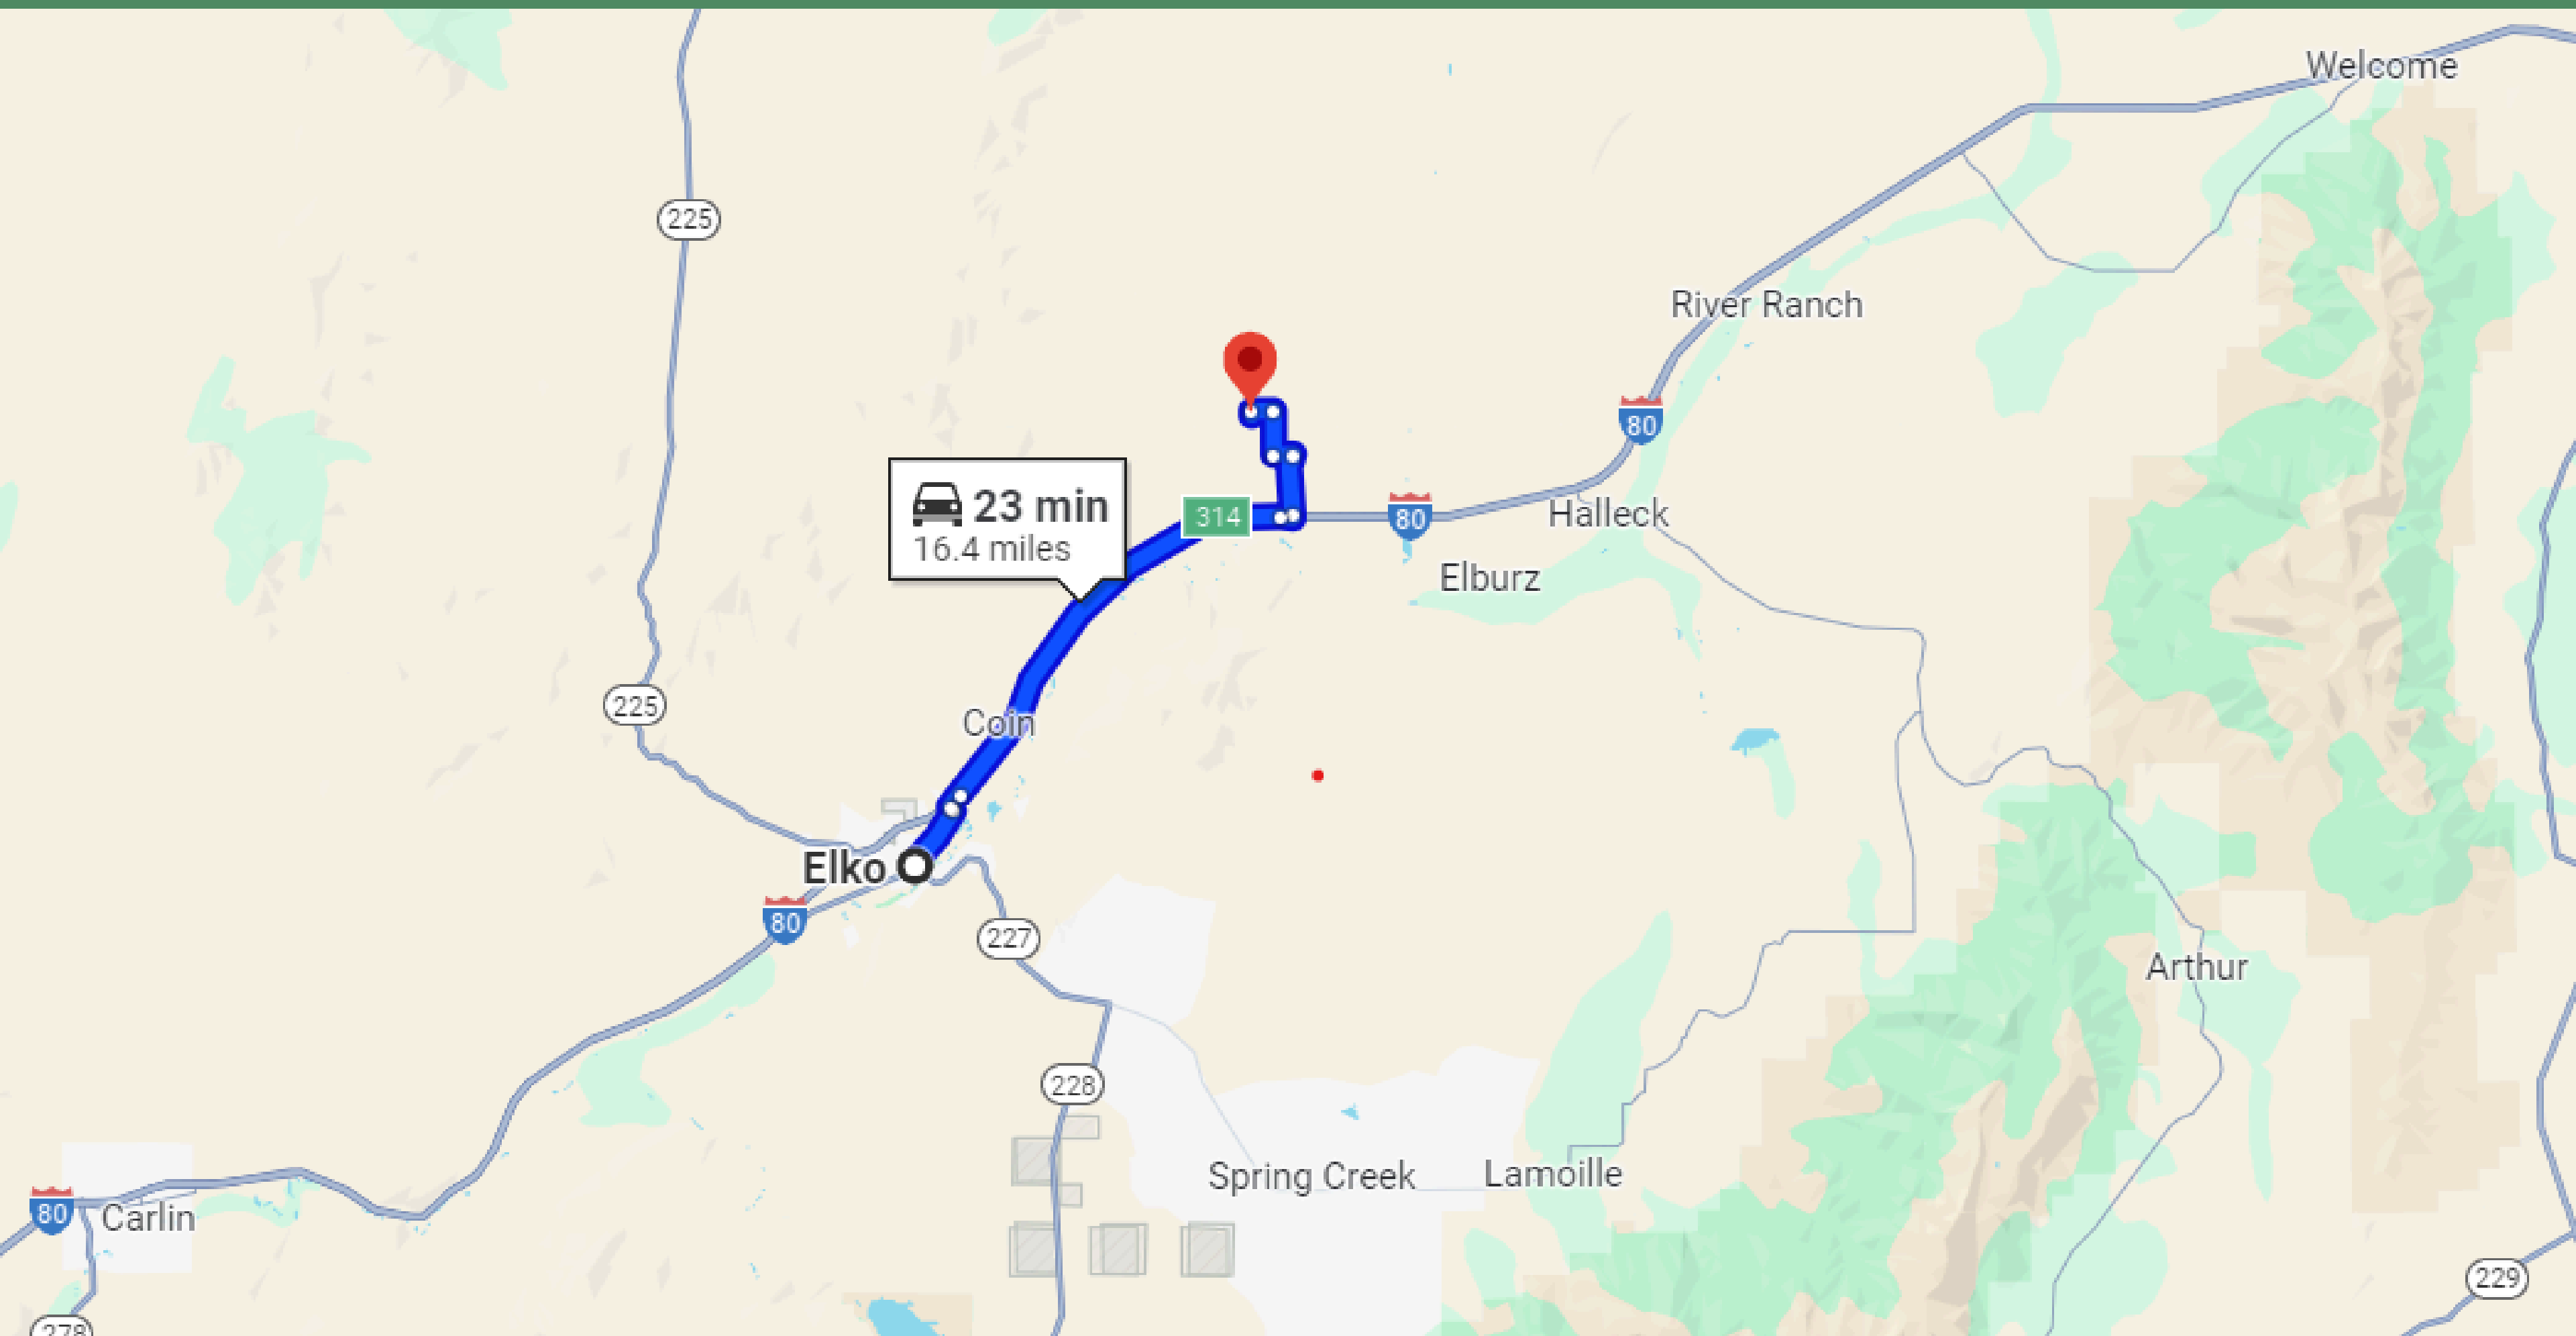 Welcome
225
River Ranch
80
23 min
16.4 miles
314
80
Halleck
Elburz
225
Coin
Elko
80
227
Arthur
228
Spring Creek
Lamoille
80
Carlin
229
278